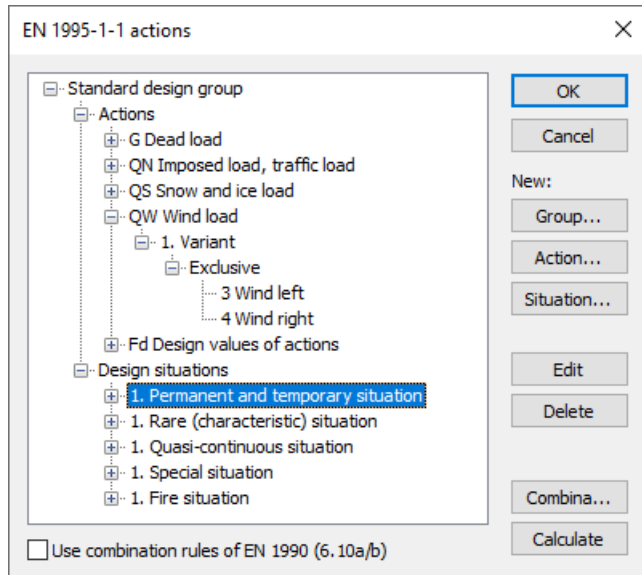 EN 1995-1-1 actions
Standard design group
Actions
G Dead load
QN Imposed load, traffic load
QS Snow and ice load
QW Wind load
1. Variant
Exclusive
3 Wind left
4 Wind right
Fd Design values of actions
Design situations
1. Permanent and temporary situation
1. Rare (characteristic) situation
1. Quasi-continuous situation
1. Special situation
1. Fire situation
Use combination rules of EN 1990 (6.10a/b)
OK
Cancel
New:
Group...
Action...
Situation...
Edit
Delete
Combina...
Calculate